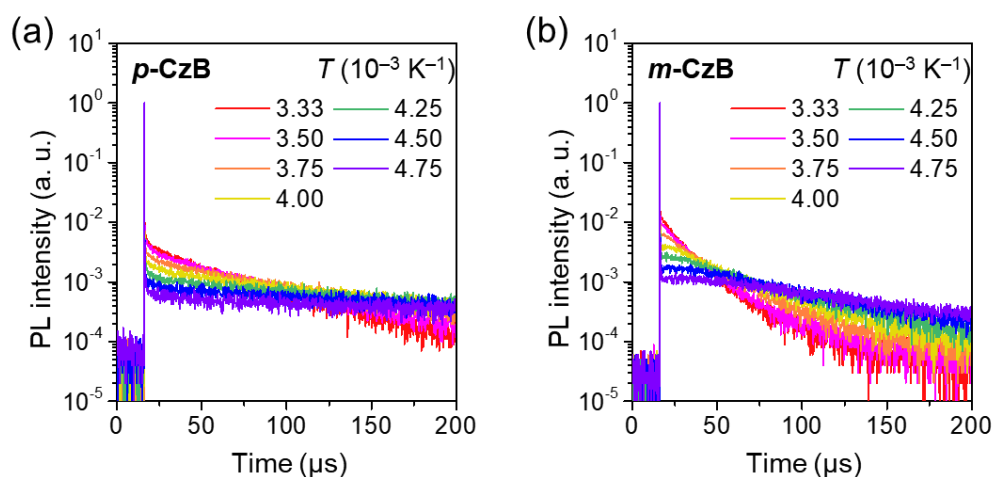 (a)
p-CzB
T (10⁻³ K⁻¹)
3.33 4.25
3.50 4.50
3.75 4.75
4.00
10¹
10⁰
10⁻¹
10⁻²
10⁻³
10⁻⁴
10⁻⁵
PL intensity (a. u.)
0 50 100 150 200
Time (μs)
(b)
m-CzB
T (10⁻³ K⁻¹)
3.33 4.25
3.50 4.50
3.75 4.75
4.00
10¹
10⁰
10⁻¹
10⁻²
10⁻³
10⁻⁴
10⁻⁵
PL intensity (a. u.)
0 50 100 150 200
Time (μs)